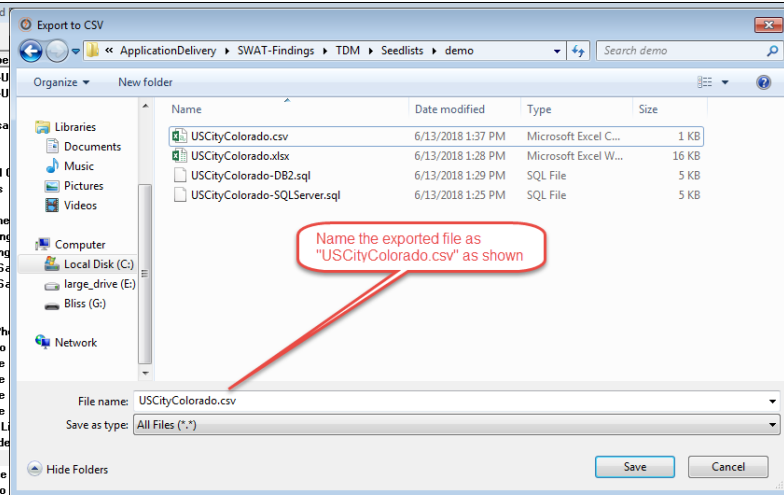 Export to CSV
« ApplicationDelivery ▸ SWAT-Findings ▸ TDM ▸ Seedlists ▸ demo
Search demo
Organize ▾ New folder
Name Date modified Type Size
USCityColorado.csv 6/13/2018 1:37 PM Microsoft Excel C... 1 KB
USCityColorado.xlsx 6/13/2018 1:28 PM Microsoft Excel W... 16 KB
USCityColorado-DB2.sql 6/13/2018 1:29 PM SQL File 5 KB
USCityColorado-SQLServer.sql 6/13/2018 1:25 PM SQL File 5 KB
Libraries
Documents
Music
Pictures
Videos
Computer
Local Disk (C:)
large_drive (E:)
Bliss (G:)
Network
Name the exported file as
"USCityColorado.csv" as shown
File name: USCityColorado.csv
Save as type: All Files (*.*)
Hide Folders
Save
Cancel